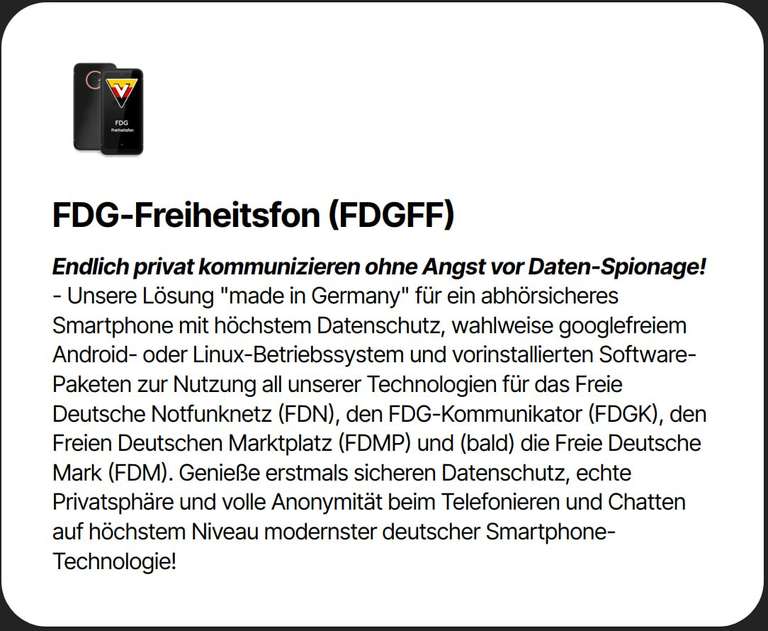 V
FDG
Freiheitsfon
FDG-Freiheitsfon (FDGFF)
Endlich privat kommunizieren ohne Angst vor Daten-Spionage!
- Unsere Lösung "made in Germany" für ein abhörsicheres
Smartphone mit höchstem Datenschutz, wahlweise googlefreiem
Android- oder Linux-Betriebssystem und vorinstallierten Software-
Paketen zur Nutzung all unserer Technologien für das Freie
Deutsche Notfunknetz (FDN), den FDG-Kommunikator (FDGK), den
Freien Deutschen Marktplatz (FDMP) und (bald) die Freie Deutsche
Mark (FDM). Genieße erstmals sicheren Datenschutz, echte
Privatsphäre und volle Anonymität beim Telefonieren und Chatten
auf höchstem Niveau modernster deutscher Smartphone-
Technologie!